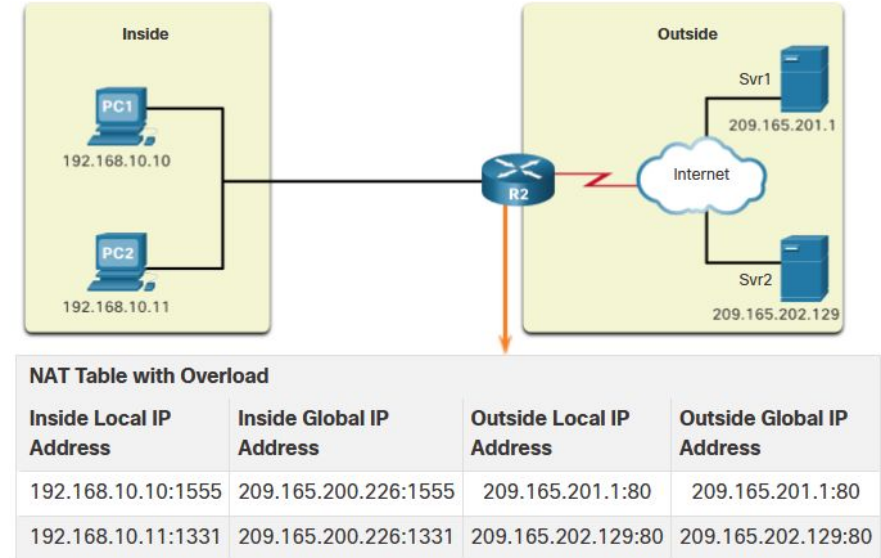 Inside
Outside
PC1
192.168.10.10
PC2
192.168.10.11
R2
Internet
Svr1
209.165.201.1
Svr2
209.165.202.129
NAT Table with Overload
Inside Local IP Address
Inside Global IP Address
Outside Local IP Address
Outside Global IP Address
192.168.10.10:1555 209.165.200.226:1555 209.165.201.1:80 209.165.201.1:80
192.168.10.11:1331 209.165.200.226:1331 209.165.202.129:80 209.165.202.129:80